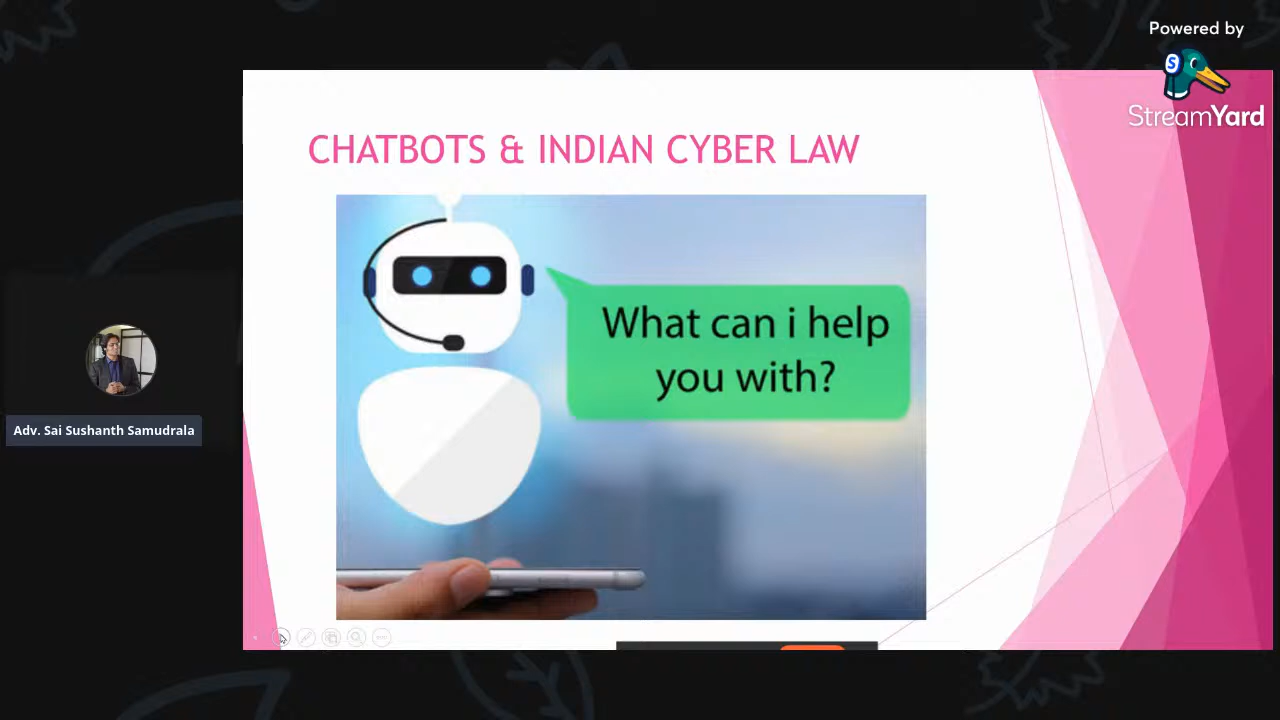 Powered by
S
StreamYard
CHATBOTS & INDIAN CYBER LAW
What can i help
you with?
Adv. Sai Sushanth Samudrala